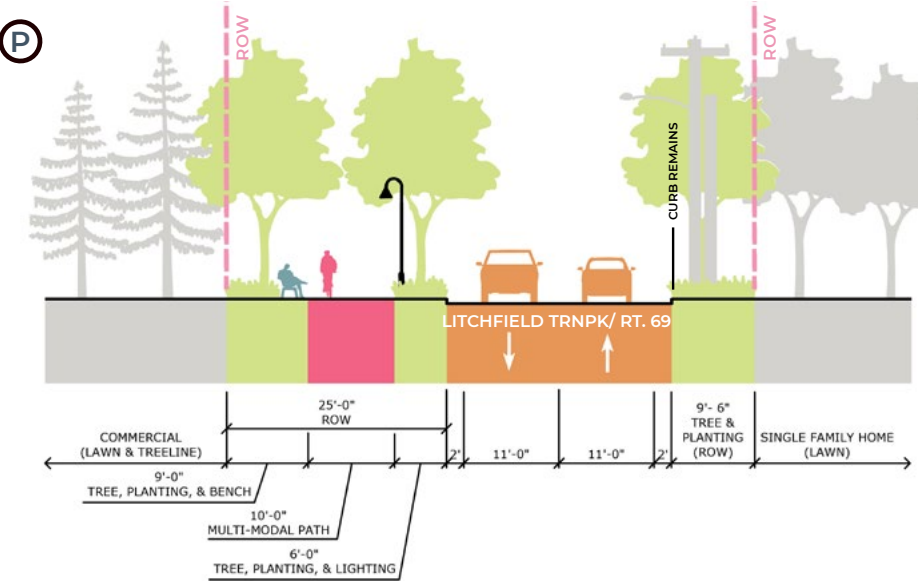 P
ROW
ROW
CURB REMAINS
LITCHFIELD TRNPK/ RT. 69
25'-0"
ROW
COMMERCIAL
(LAWN & TREELINE)
2'
11'-0"
11'-0"
2'
9'- 6"
TREE &
PLANTING
(ROW)
SINGLE FAMILY HOME
(LAWN)
9'-0"
TREE, PLANTING, & BENCH
10'-0"
MULTI-MODAL PATH
6'-0"
TREE, PLANTING, & LIGHTING